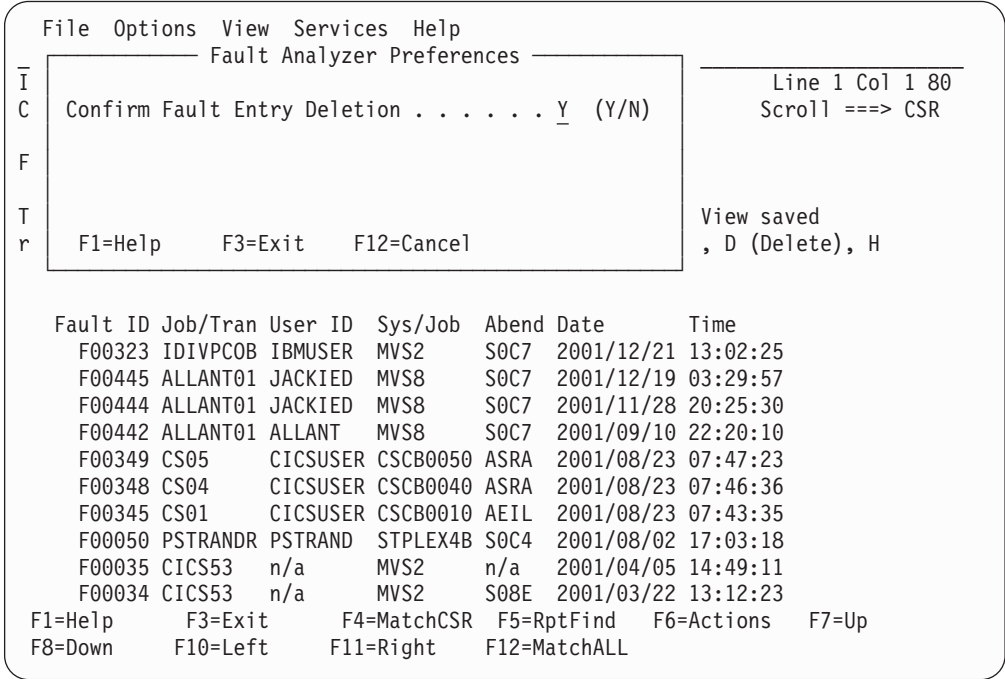 File Options View Services Help
Fault Analyzer Preferences
I Line 1 Col 1 80
C Confirm Fault Entry Deletion . . . . . . Y (Y/N) Scroll ===> CSR
F
T View saved
r F1=Help F3=Exit F12=Cancel , D (Delete), H
Fault ID Job/Tran User ID Sys/Job Abend Date Time
F00323 IDIVPCOB IBMUSER MVS2 S0C7 2001/12/21 13:02:25
F00445 ALLANT01 JACKIED MVS8 S0C7 2001/12/19 03:29:57
F00444 ALLANT01 JACKIED MVS8 S0C7 2001/11/28 20:25:30
F00442 ALLANT01 ALLANT MVS8 S0C7 2001/09/10 22:20:10
F00349 CS05 CICSUSER CSCB0050 ASRA 2001/08/23 07:47:23
F00348 CS04 CICSUSER CSCB0040 ASRA 2001/08/23 07:46:36
F00345 CS01 CICSUSER CSCB0010 AEIL 2001/08/23 07:43:35
F00050 PSTRANDR PSTRAND STPLEX4B S0C4 2001/08/02 17:03:18
F00035 CICS53 n/a MVS2 n/a 2001/04/05 14:49:11
F00034 CICS53 n/a MVS2 S08E 2001/03/22 13:12:23
F1=Help F3=Exit F4=MatchCSR F5=RptFind F6=Actions F7=Up
F8=Down F10=Left F11=Right F12=MatchALL